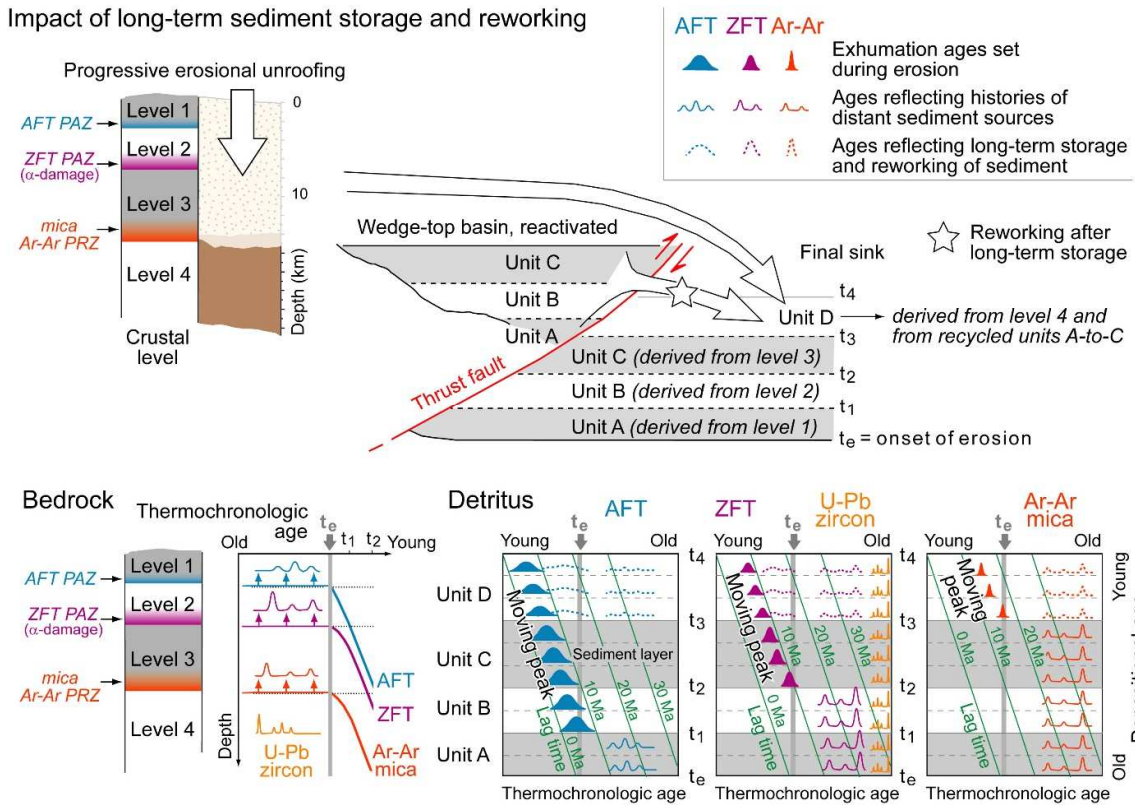 Impact of long-term sediment storage and reworking
Progressive erosional unroofing
Level 1
Level 2
Level 3
Level 4
Crustal
level
AFT PAZ
ZFT PAZ
(α-damage)
mica
Ar-Ar PRZ
0
10
Depth (km)
AFT ZFT Ar-Ar
Exhumation ages set
during erosion
Ages reflecting histories of
distant sediment sources
Ages reflecting long-term storage
and reworking of sediment
Reworking after
long-term storage
Wedge-top basin, reactivated
Unit C
Unit B
Unit A
Thrust fault
Final sink
t4
Unit D
derived from level 4 and
from recycled units A-to-C
t3
Unit C (derived from level 3)
t2
Unit B (derived from level 2)
t1
Unit A (derived from level 1)
te = onset of erosion
Bedrock
AFT PAZ
ZFT PAZ
(α-damage)
mica
Ar-Ar PRZ
Level 1
Level 2
Level 3
Level 4
Thermochronologic
age
te
Old
t1
t2
Young
AFT
ZFT
Ar-Ar
mica
U-Pb
zircon
Depth
Detritus
te
AFT
Young Old
Unit D
Unit C
Unit B
Unit A
Moving peak
Sediment layer
0 Ma
10 Ma
20 Ma
30 Ma
Lag time
Thermochronologic age
t4
t3
t2
t1
te
ZFT
te
U-Pb
zircon
Young Old
Moving peak
0 Ma
10 Ma
20 Ma
30 Ma
Lag time
Thermochronologic age
t4
t3
t2
t1
te
Ar-Ar
mica
te
Young Old
Moving peak
0 Ma
10 Ma
20 Ma
30 Ma
Lag time
Thermochronologic age
Young
Old